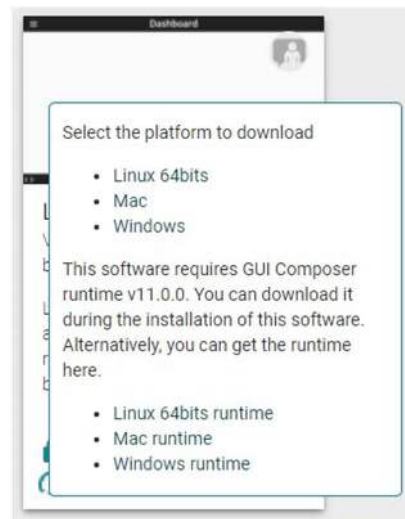 Dashboard
Select the platform to download
Linux 64bits
Mac
Windows
This software requires GUI Composer
runtime v11.0.0. You can download it
during the installation of this software.
Alternatively, you can get the runtime
here.
Linux 64bits runtime
Mac runtime
Windows runtime